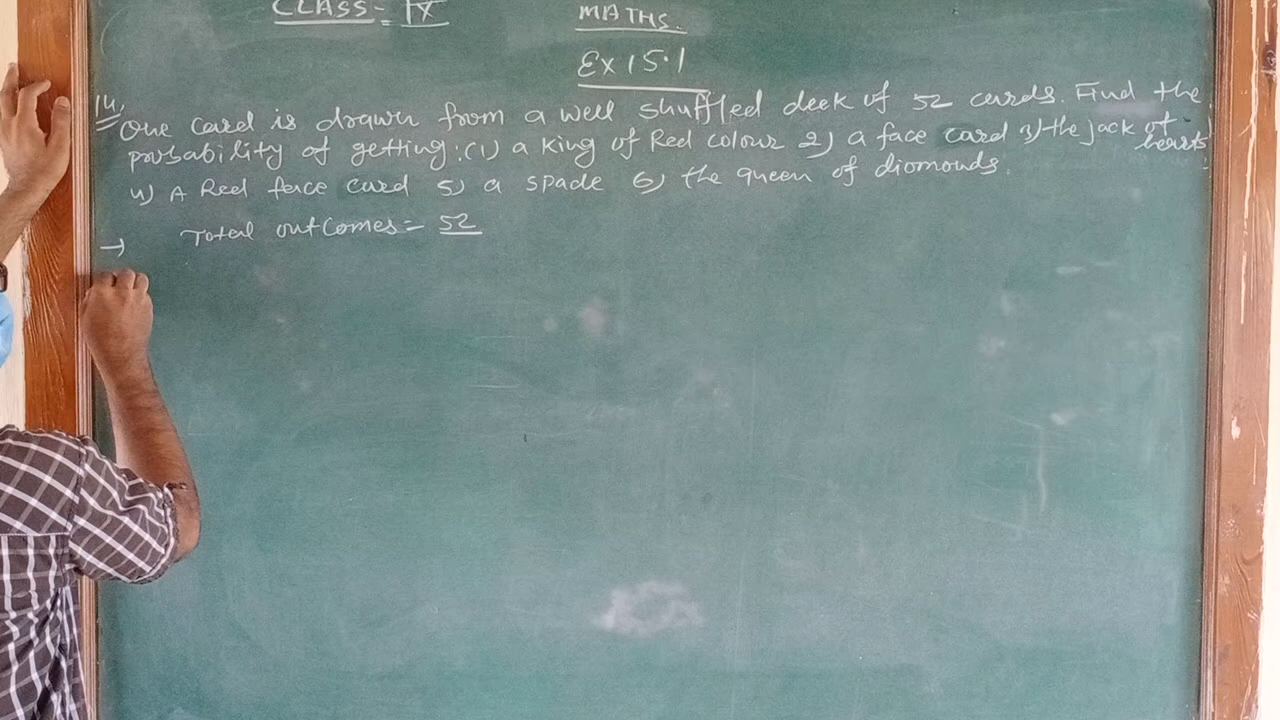 CLASS - IX
MATHS.
Ex 15.1
14. One card is drawn from a well shuffled deck of 52 cards. Find the
probability of getting: (1) a king of Red colour 2) a face card 3) the jack of hearts
4) A Red face card 5) a spade 6) the queen of diomonds.
→ Total outcomes = 52